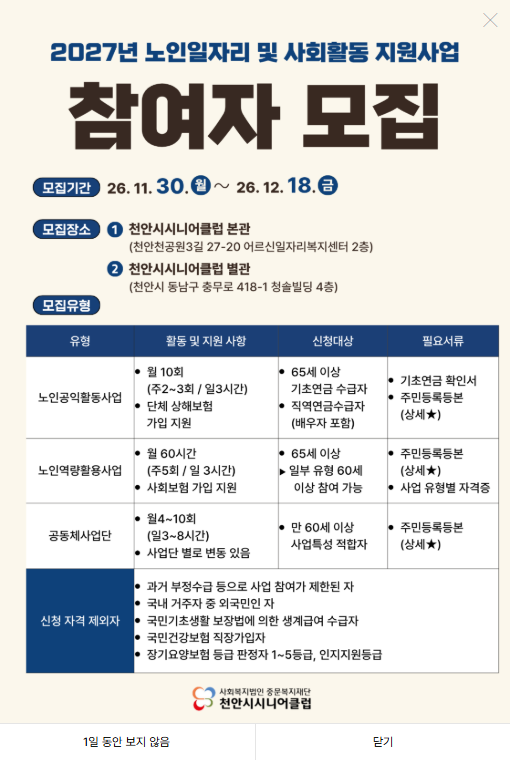 2027년 노인일자리 및 사회활동 지원사업
참여자 모집
모집기간 26. 11. 30.월 ~ 26. 12. 18.금
모집장소 1 천안시시니어클럽 본관
(천안천공원3길 27-20 어르신일자리복지센터 2층)
2 천안시시니어클럽 별관
(천안시 동남구 충무로 418-1 청솔빌딩 4층)
모집유형
유형 활동 및 지원 사항 신청대상 필요서류
노인공익활동사업
• 월 10회
(주2~3회 / 일3시간)
• 단체 상해보험
가입 지원
• 65세 이상
기초연금 수급자
• 직역연금수급자
(배우자 포함)
• 기초연금 확인서
• 주민등록등본
(상세★)
노인역량활용사업
• 월 60시간
(주5회 / 일 3시간)
• 사회보험 가입 지원
• 65세 이상
▶ 일부 유형 60세
이상 참여 가능
• 주민등록등본
(상세★)
• 사업 유형별 자격증
공동체사업단
• 월4~10회
(일3~8시간)
• 사업단 별로 변동 있음
• 만 60세 이상
사업특성 적합자
• 주민등록등본
(상세★)
신청 자격 제외자
• 과거 부정수급 등으로 사업 참여가 제한된 자
• 국내 거주자 중 외국민인 자
• 국민기초생활 보장법에 의한 생계급여 수급자
• 국민건강보험 직장가입자
• 장기요양보험 등급 판정자 1~5등급, 인지지원등급
사회복지법인 중문복지재단
천안시시니어클럽
1일 동안 보지 않음 닫기